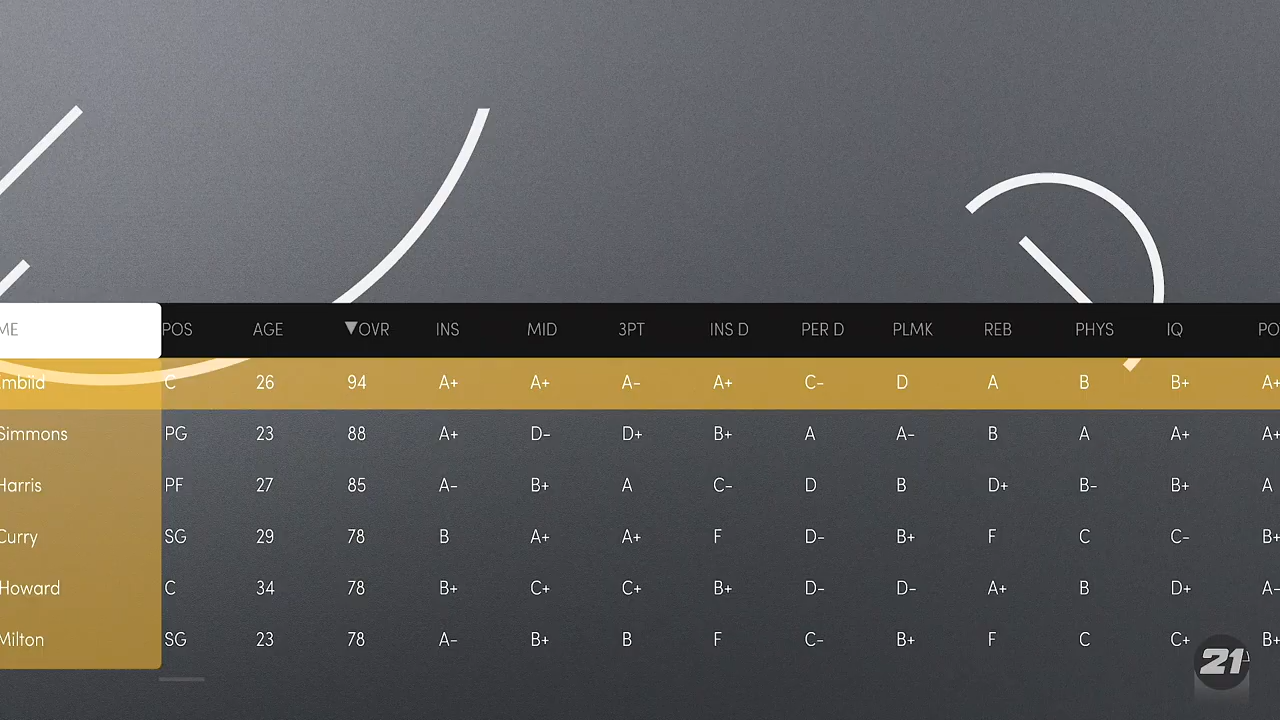 ME POS AGE ▼OVR INS MID 3PT INS D PER D PLMK REB PHYS IQ PO
Embiid C 26 94 A+ A+ A- A+ C- D A B B+ A+
Simmons PG 23 88 A+ D- D+ B+ A A- B A A+ A+
Harris PF 27 85 A- B+ A C- D B D+ B- B+ A
Curry SG 29 78 B A+ A+ F D- B+ F C C- B+
Howard C 34 78 B+ C+ C+ B+ D- D- A+ B D+ A-
Milton SG 23 78 A- B+ B F C- B+ F C C+ B+
21